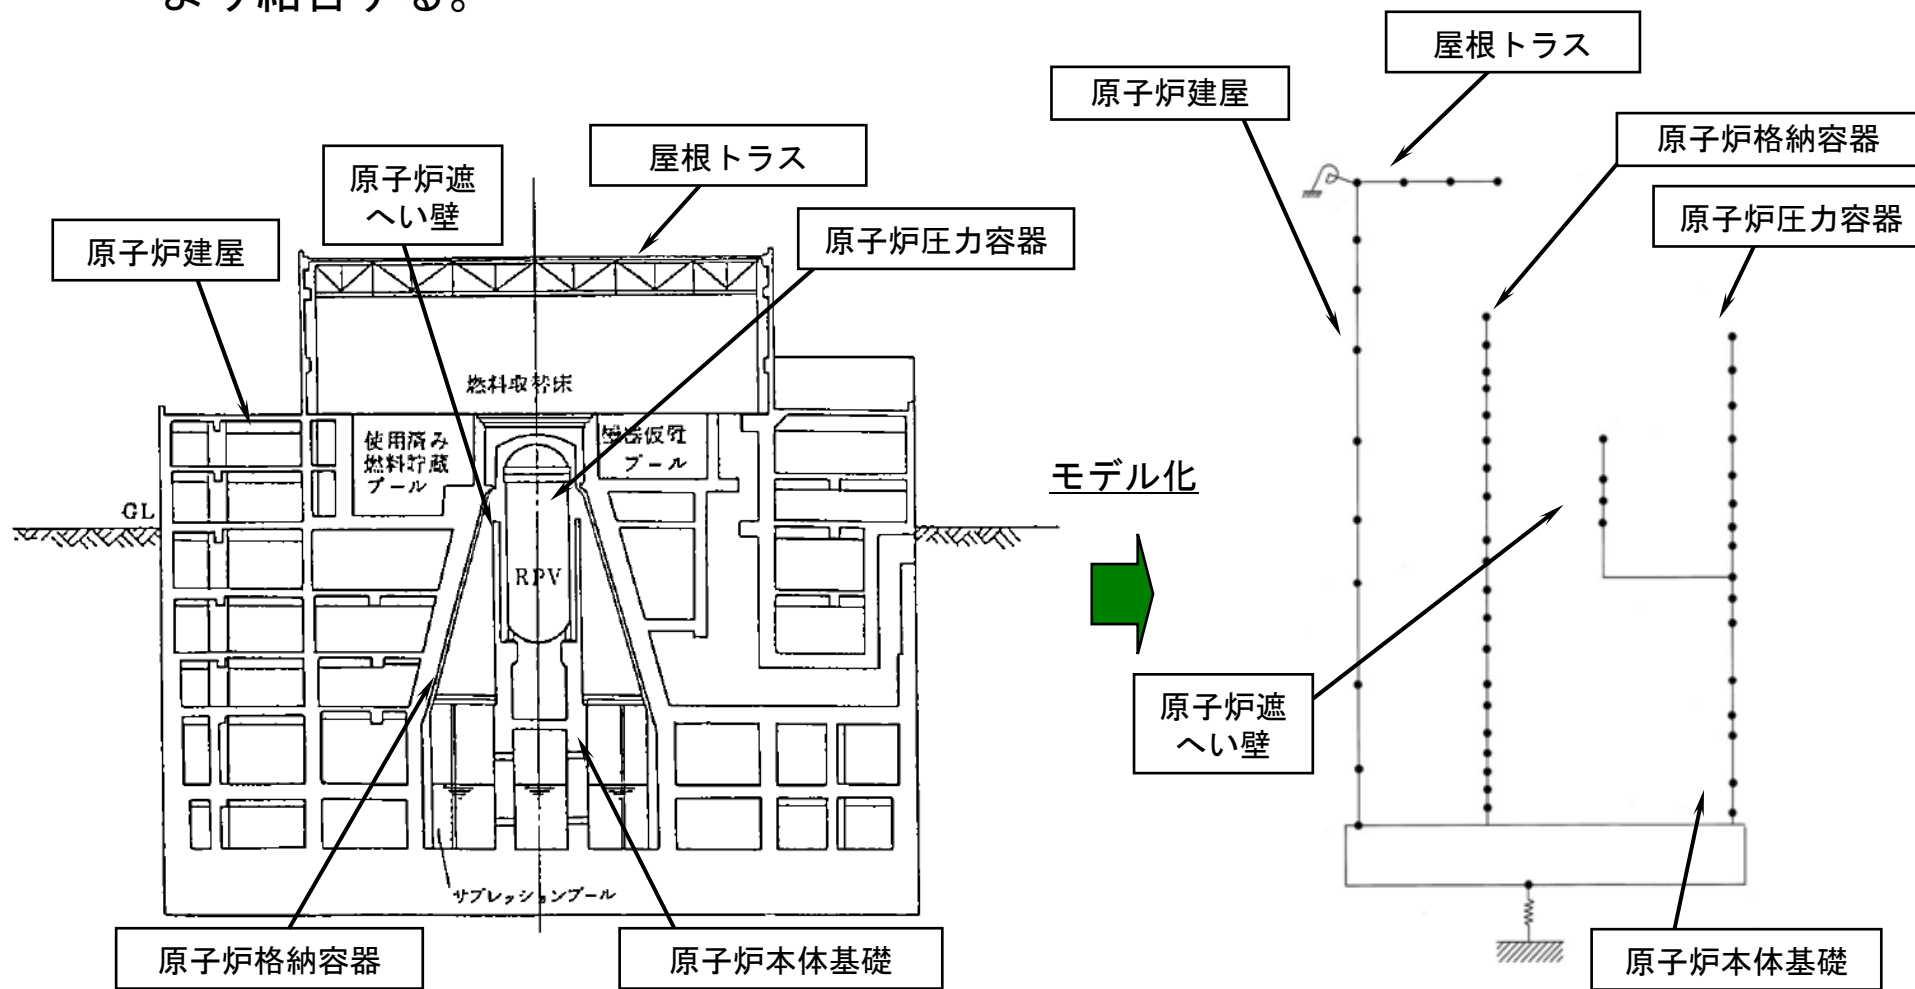 より結合する。
屋根トラス
原子炉建屋
原子炉格納容器
原子炉圧力容器
屋根トラス
原子炉遮
へい壁
原子炉圧力容器
原子炉建屋
燃料取替床
使用済み
燃料貯蔵
プール
プール
GL
RPV
モデル化
原子炉遮
へい壁
サプレッションプール
原子炉格納容器
原子炉本体基礎
原子炉本体基礎